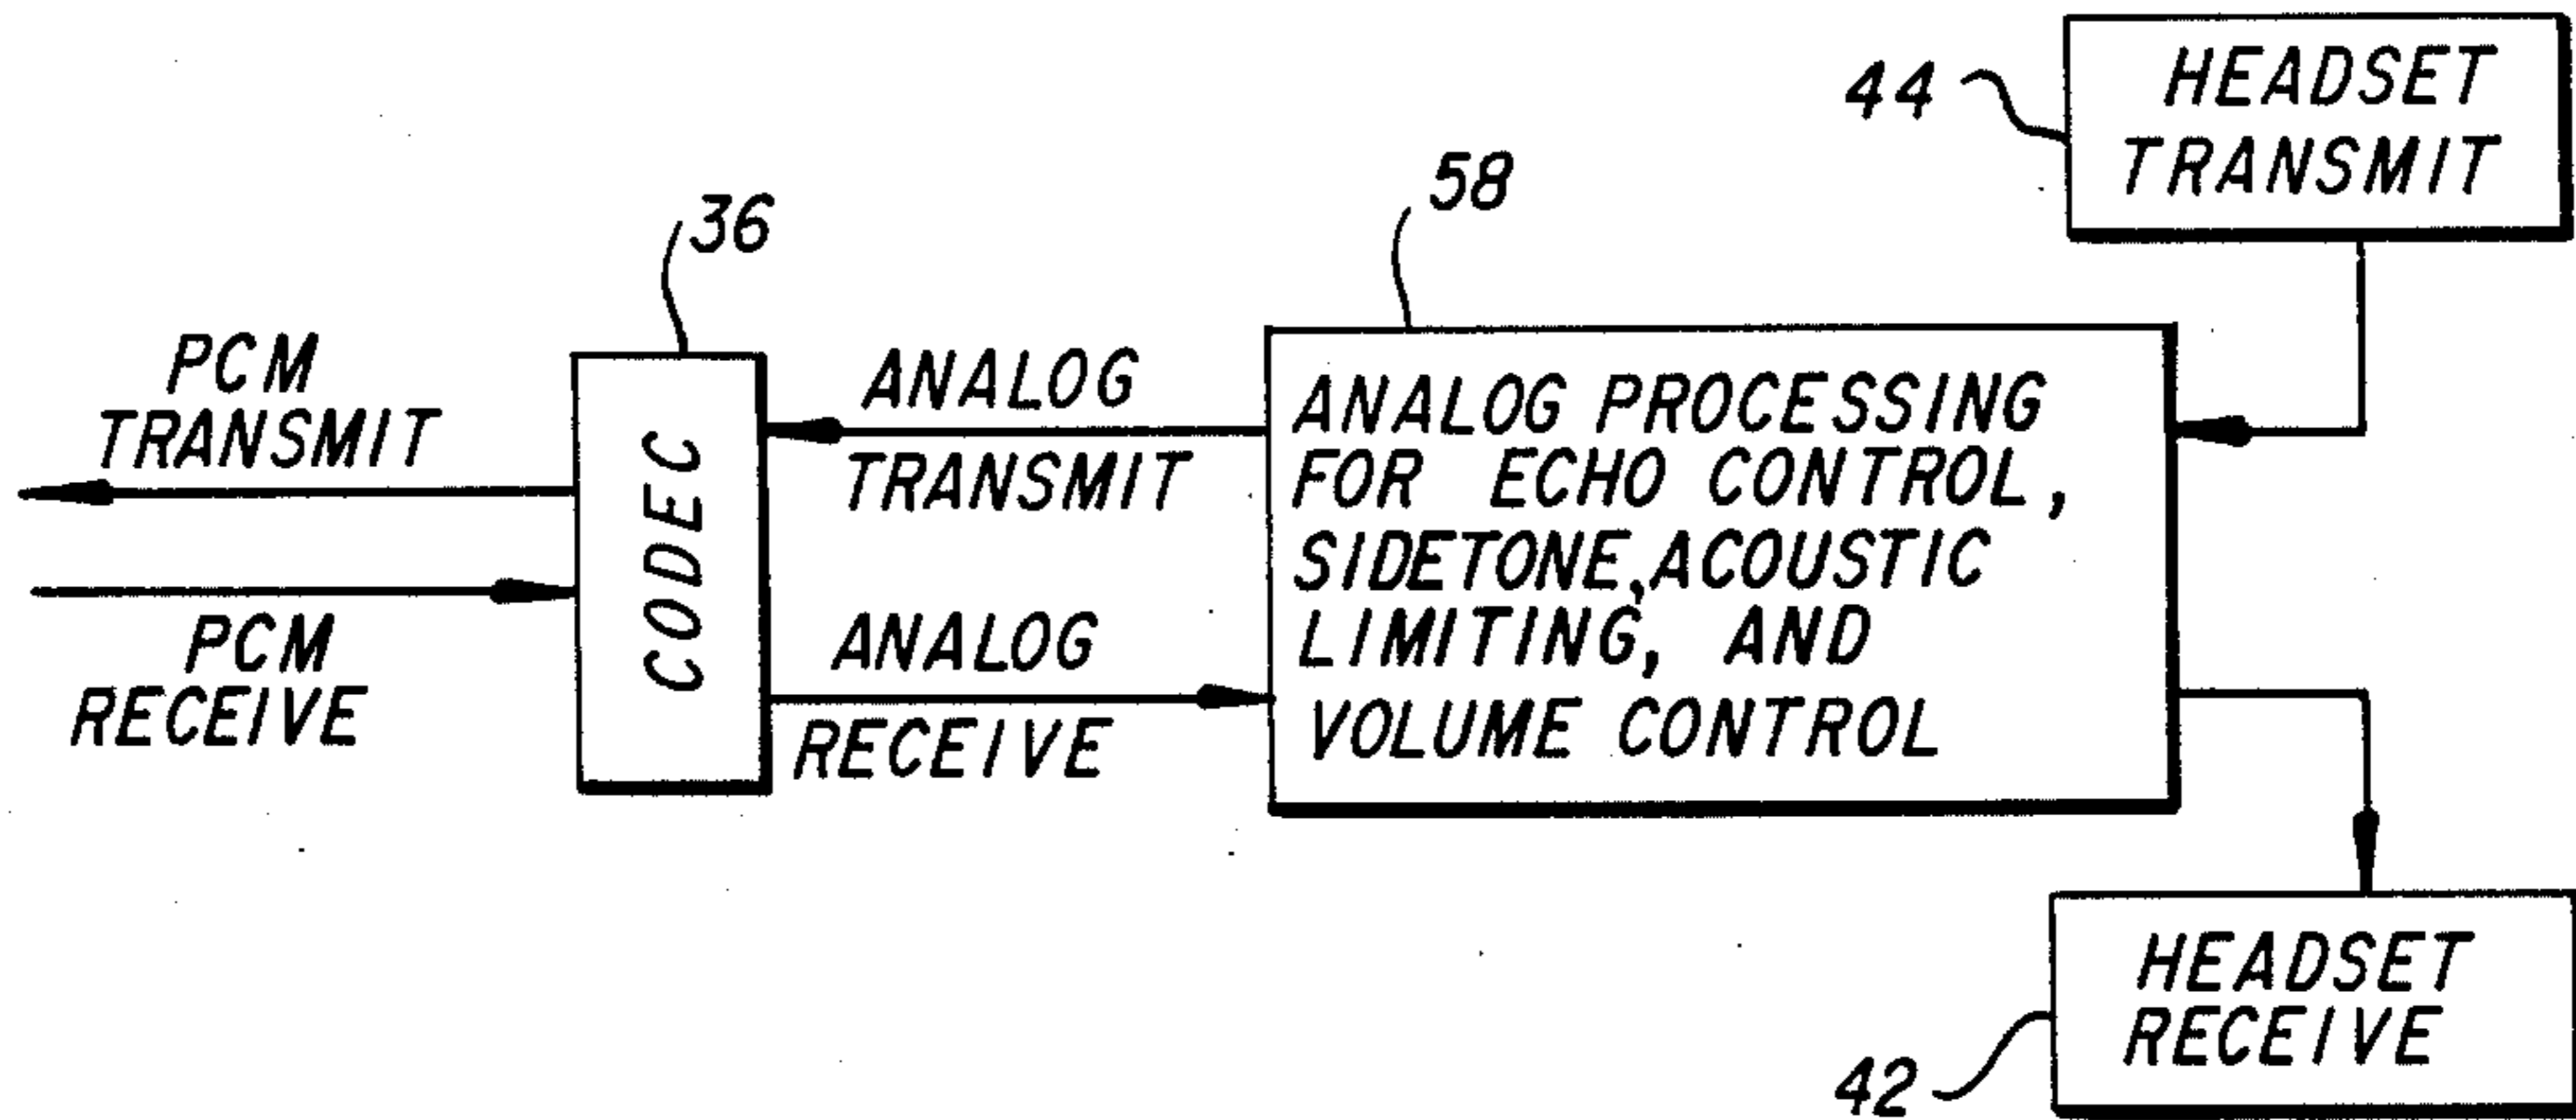 44
HEADSET
TRANSMIT
58
36
PCM
TRANSMIT
PCM
RECEIVE
CODEC
ANALOG
TRANSMIT
ANALOG
RECEIVE
ANALOG PROCESSING
FOR ECHO CONTROL,
SIDETONE, ACOUSTIC
LIMITING, AND
VOLUME CONTROL
HEADSET
RECEIVE
42